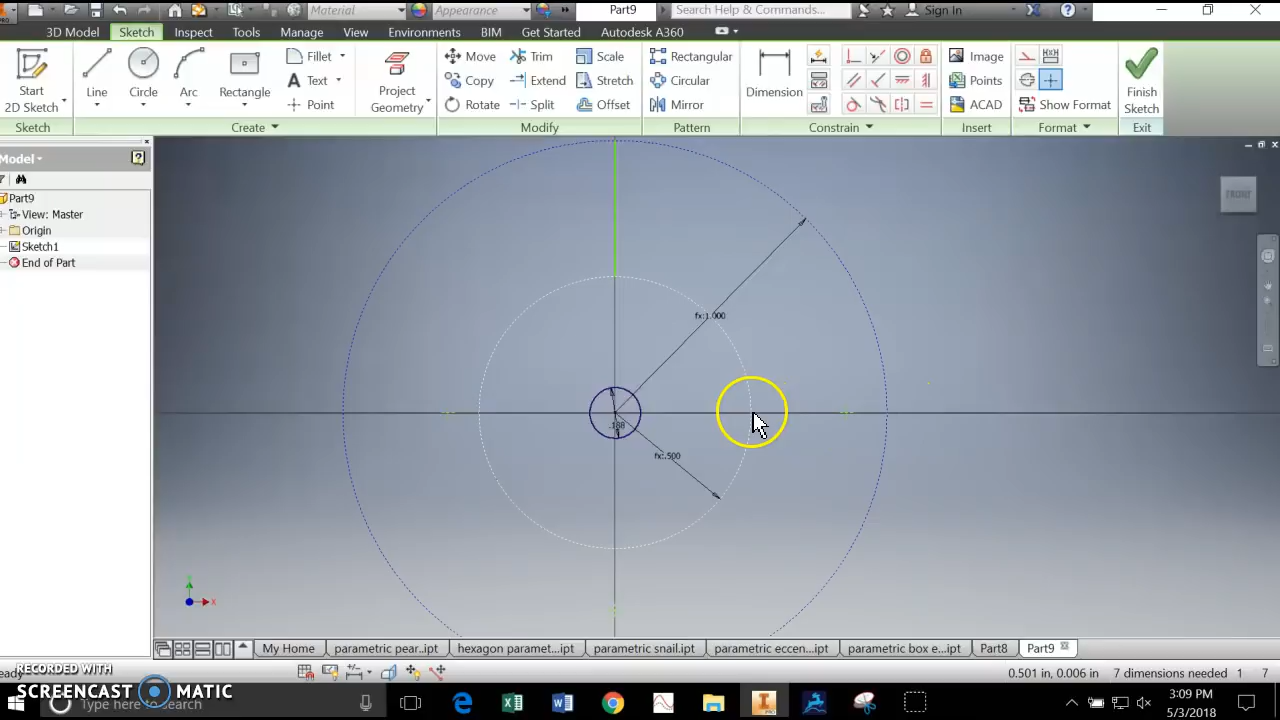 Material Appearance Part9 Search Help & Commands... Sign In ?
3D Model Sketch Inspect Tools Manage View Environments BIM Get Started Autodesk A360
Start 2D Sketch
Line
Circle
Arc
Rectangle
Fillet
Text
Point
Project Geometry
Move
Copy
Rotate
Trim
Extend
Split
Scale
Stretch
Offset
Rectangular
Circular
Mirror
Dimension
Image
Points
ACAD
Show Format
Finish Sketch
Sketch Create Modify Pattern Constrain Insert Format Exit
Model
Part9
View: Master
Origin
Sketch1
End of Part
FRONT
fx:1.000
.188
fx:.500
Y
X
My Home parametric pear..ipt hexagon paramet...ipt parametric snail.ipt parametric eccen...ipt parametric box e...ipt Part8 Part9
RECORDED WITH
SCREENCAST MATIC
0.501 in, 0.006 in 7 dimensions needed 1 7
Type here to search
3:09 PM
5/3/2018